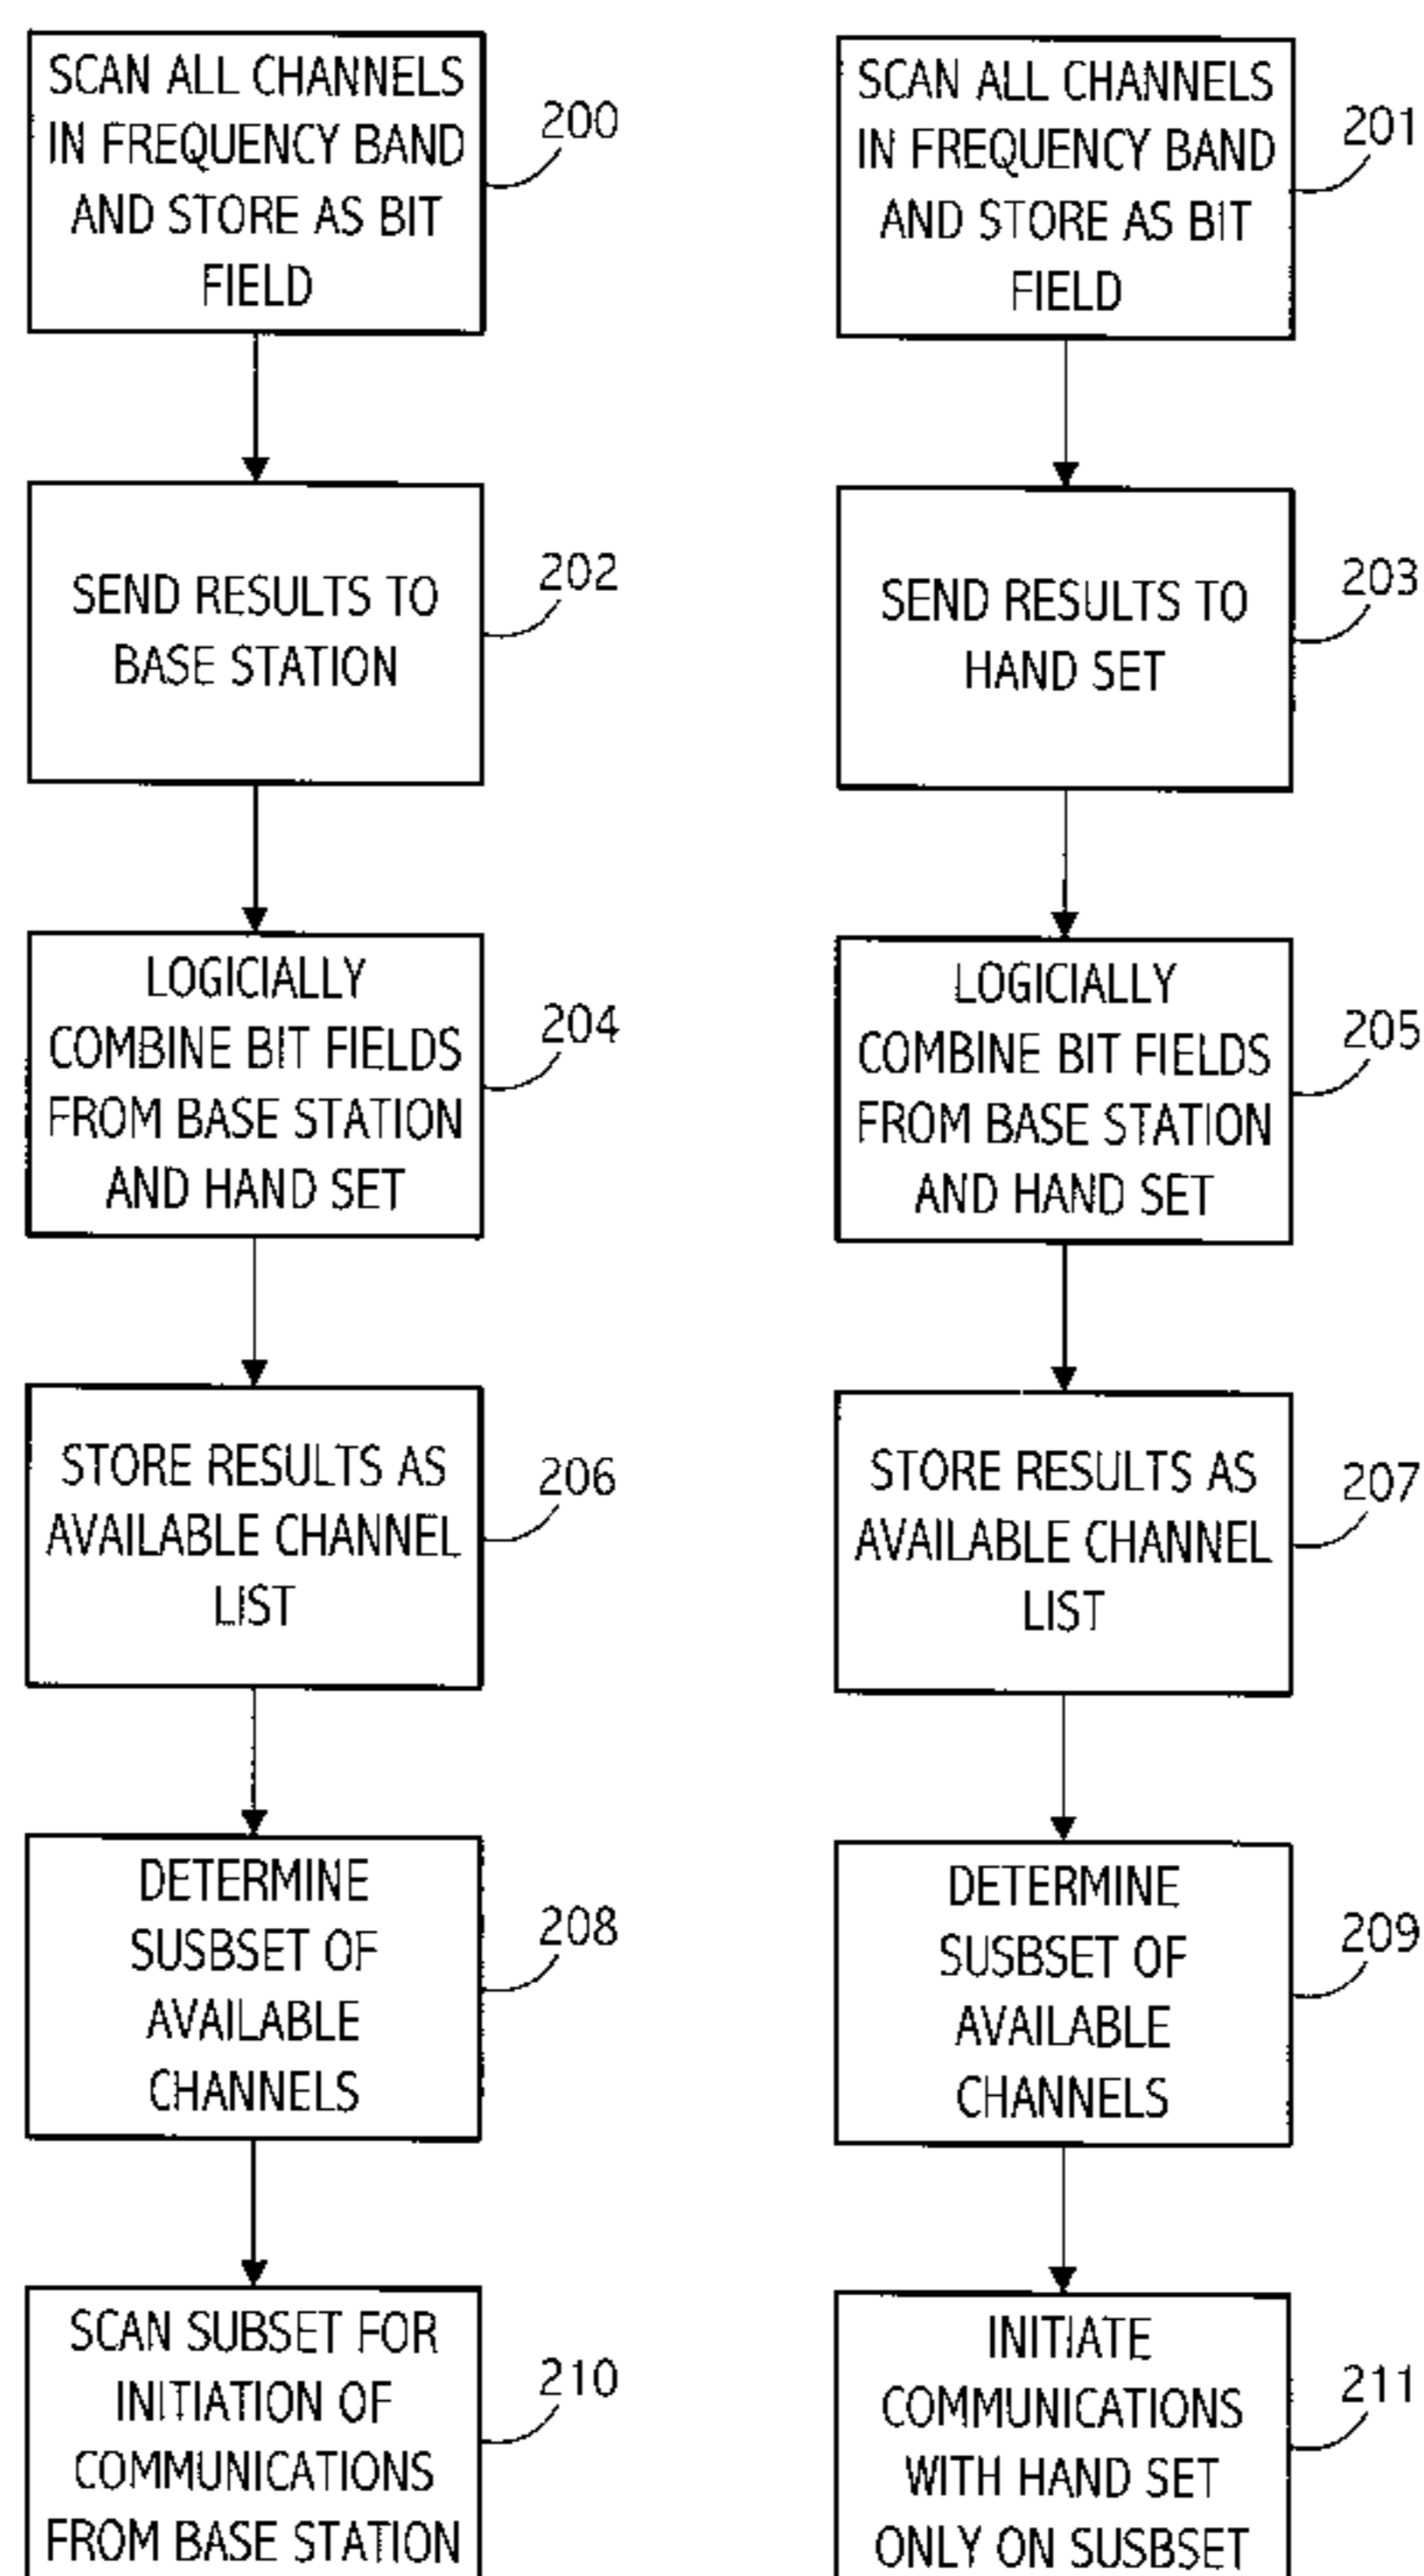 SCAN ALL CHANNELS
IN FREQUENCY BAND
AND STORE AS BIT
FIELD
200
SEND RESULTS TO
BASE STATION
202
LOGICIALLY
COMBINE BIT FIELDS
FROM BASE STATION
AND HAND SET
204
STORE RESULTS AS
AVAILABLE CHANNEL
LIST
206
DETERMINE
SUSBSET OF
AVAILABLE
CHANNELS
208
SCAN SUBSET FOR
INITIATION OF
COMMUNICATIONS
FROM BASE STATION
210
SCAN ALL CHANNELS
IN FREQUENCY BAND
AND STORE AS BIT
FIELD
201
SEND RESULTS TO
HAND SET
203
LOGICIALLY
COMBINE BIT FIELDS
FROM BASE STATION
AND HAND SET
205
STORE RESULTS AS
AVAILABLE CHANNEL
LIST
207
DETERMINE
SUSBSET OF
AVAILABLE
CHANNELS
209
INITIATE
COMMUNICATIONS
WITH HAND SET
ONLY ON SUSBSET
211